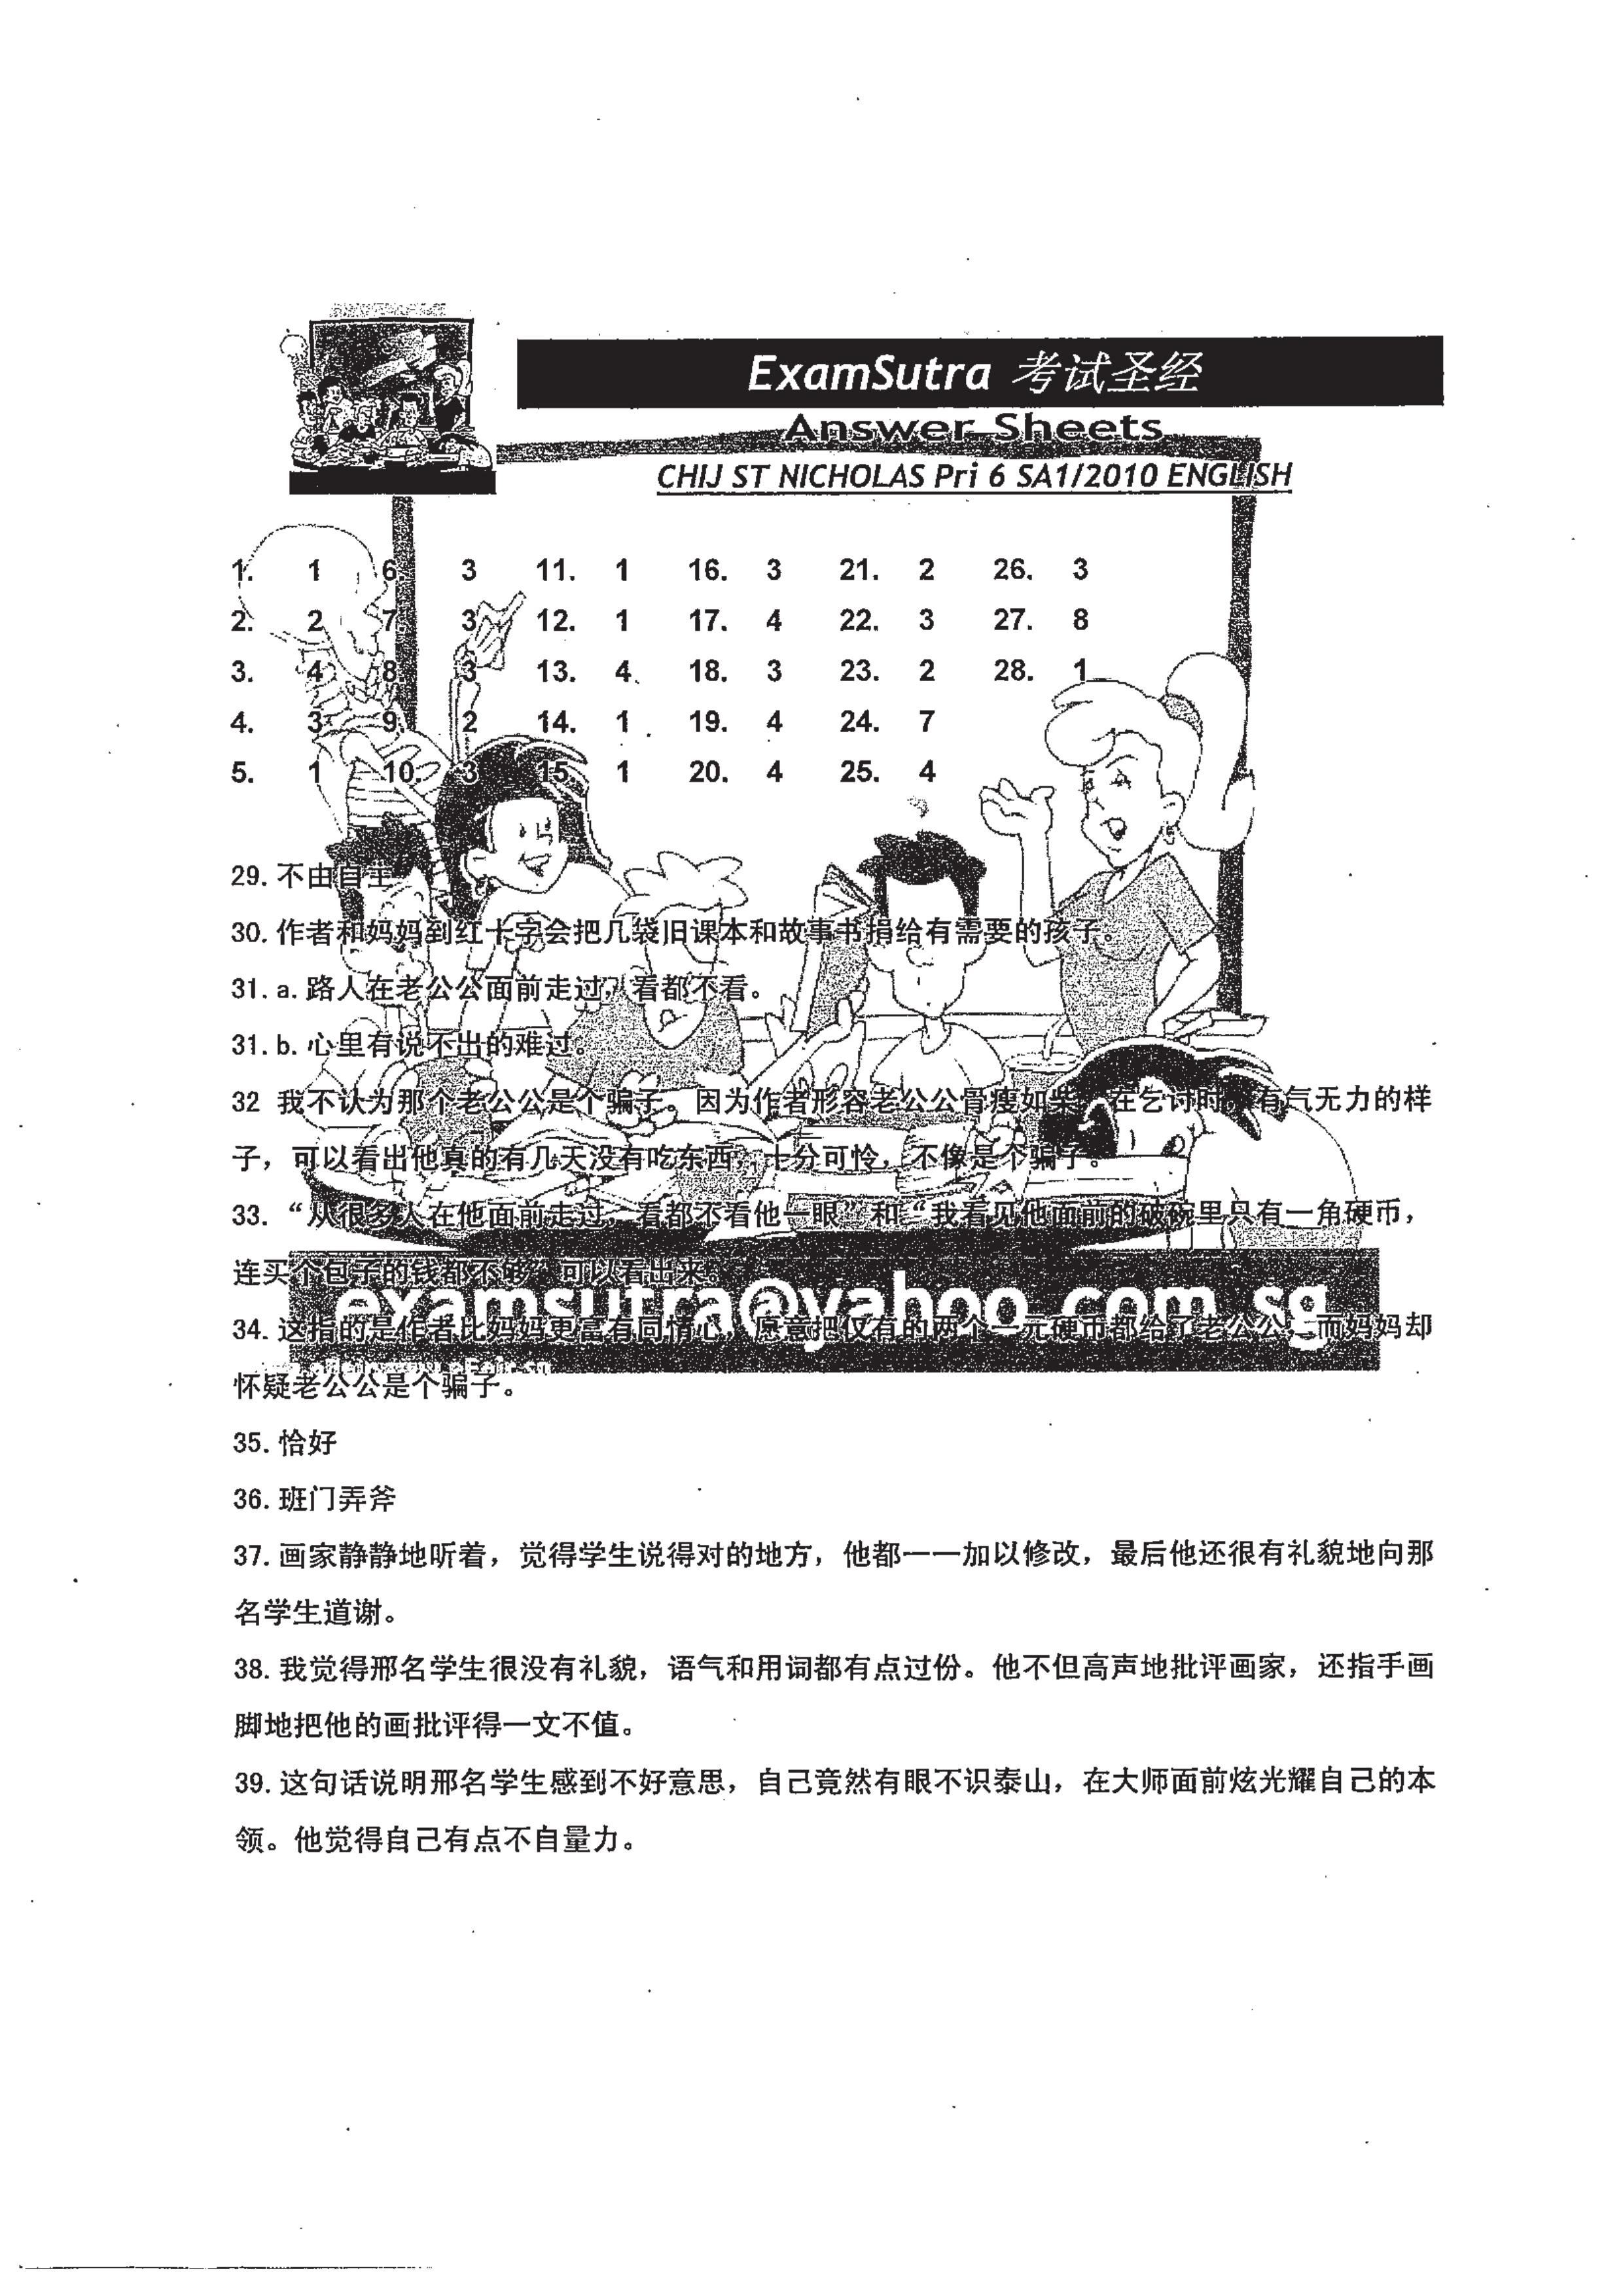 ExamSutra 考试圣经
Answer Sheets
CHIJ ST NICHOLAS Pri 6 SA1/2010 ENGLISH
1. 1 6. 3 11. 1 16. 3 21. 2 26. 3
2. 2 7. 3 12. 1 17. 4 22. 3 27. 8
3. 4 8. 3 13. 4 18. 3 23. 2 28. 1
4. 3 9. 2 14. 1 19. 4 24. 7
5. 1 10. 3 15. 1 20. 4 25. 4
29. 不由自主
30. 作者和妈妈到红十字会把几袋旧课本和故事书捐给有需要的孩子。
31. a. 路人在老公公面前走过，看都不看。
31. b. 心里有说不出的难过。
32 我不认为那个老公公是个骗子。因为作者形容老公公骨瘦如柴，在乞讨时，有气无力的样
子，可以看出他真的有几天没有吃东西，十分可怜，不像是个骗子。
33. “从很多人在他面前走过，看都不看他一眼”和“我看见他面前的破碗里只有一角硬币，
连买个包子的钱都不够”可以看出来。
examsutra@yahoo.com.sg
34. 这指的是作者比妈妈更富有同情心，愿意把仅有的两个一元硬币都给了老公公，而妈妈却
怀疑老公公是个骗子。
35. 恰好
36. 班门弄斧
37. 画家静静地听着，觉得学生说得对的地方，他都一一加以修改，最后他还很有礼貌地向那
名学生道谢。
38. 我觉得那名学生很没有礼貌，语气和用词都有点过份。他不但高声地批评画家，还指手画
脚地把他的画批评得一文不值。
39. 这句话说明那名学生感到不好意思，自己竟然有眼不识泰山，在大师面前炫光耀自己的本
领。他觉得自己有点不自量力。